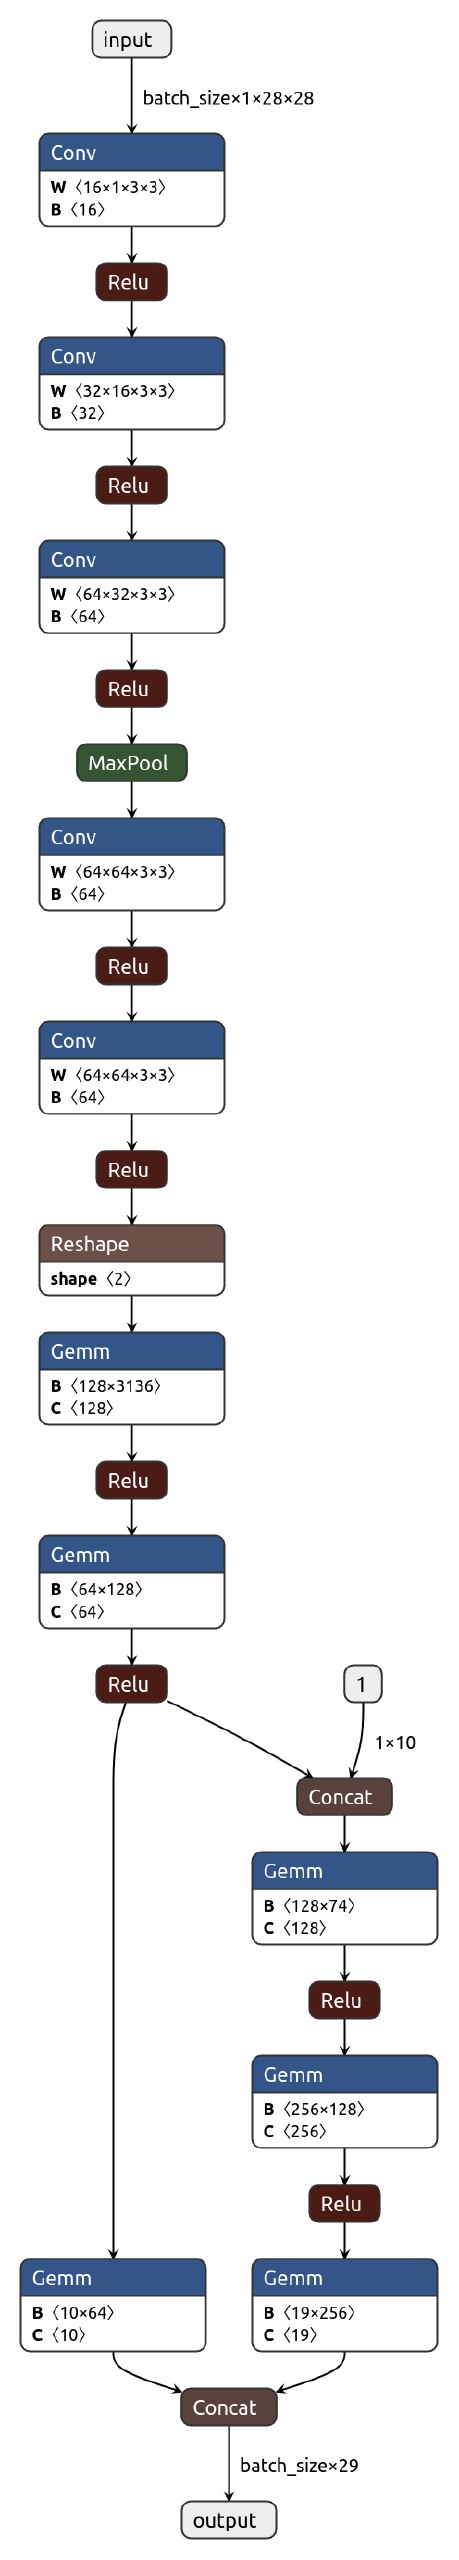 input
batch_size×1×28×28
Conv
W 〈16×1×3×3〉
B 〈16〉
Relu
Conv
W 〈32×16×3×3〉
B 〈32〉
Relu
Conv
W 〈64×32×3×3〉
B 〈64〉
Relu
MaxPool
Conv
W 〈64×64×3×3〉
B 〈64〉
Relu
Conv
W 〈64×64×3×3〉
B 〈64〉
Relu
Reshape
shape 〈2〉
Gemm
B 〈128×3136〉
C 〈128〉
Relu
Gemm
B 〈64×128〉
C 〈64〉
Relu
1
1×10
Concat
Gemm
B 〈128×74〉
C 〈128〉
Relu
Gemm
B 〈256×128〉
C 〈256〉
Relu
Gemm
B 〈10×64〉
C 〈10〉
Gemm
B 〈19×256〉
C 〈19〉
Concat
batch_size×29
output